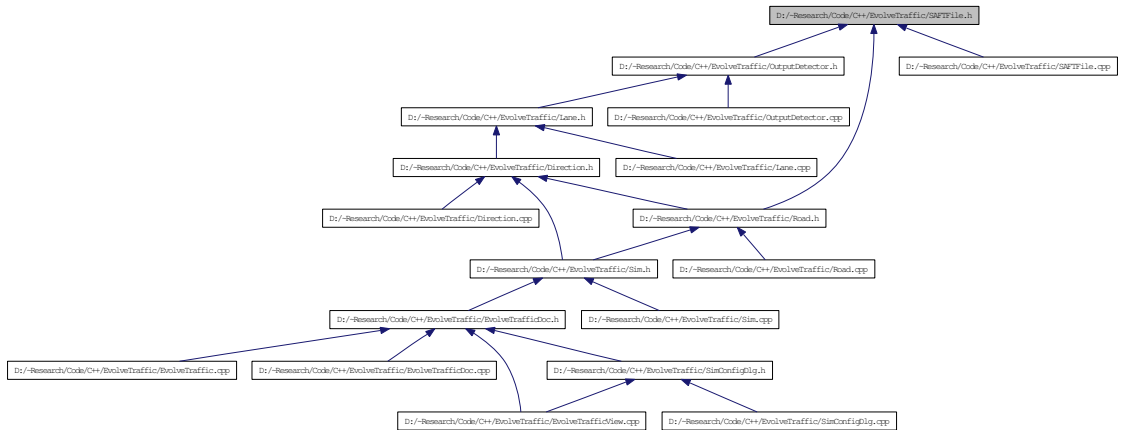 D:/~Research/Code/C++/EvolveTraffic/SAFTFile.h
D:/~Research/Code/C++/EvolveTraffic/OutputDetector.h
D:/~Research/Code/C++/EvolveTraffic/SAFTFile.cpp
D:/~Research/Code/C++/EvolveTraffic/Lane.h
D:/~Research/Code/C++/EvolveTraffic/OutputDetector.cpp
D:/~Research/Code/C++/EvolveTraffic/Direction.h
D:/~Research/Code/C++/EvolveTraffic/Lane.cpp
D:/~Research/Code/C++/EvolveTraffic/Direction.cpp
D:/~Research/Code/C++/EvolveTraffic/Road.h
D:/~Research/Code/C++/EvolveTraffic/Sim.h
D:/~Research/Code/C++/EvolveTraffic/Road.cpp
D:/~Research/Code/C++/EvolveTraffic/EvolveTrafficDoc.h
D:/~Research/Code/C++/EvolveTraffic/Sim.cpp
D:/~Research/Code/C++/EvolveTraffic/EvolveTraffic.cpp
D:/~Research/Code/C++/EvolveTraffic/EvolveTrafficDoc.cpp
D:/~Research/Code/C++/EvolveTraffic/SimConfigDlg.h
D:/~Research/Code/C++/EvolveTraffic/EvolveTrafficView.cpp
D:/~Research/Code/C++/EvolveTraffic/SimConfigDlg.cpp